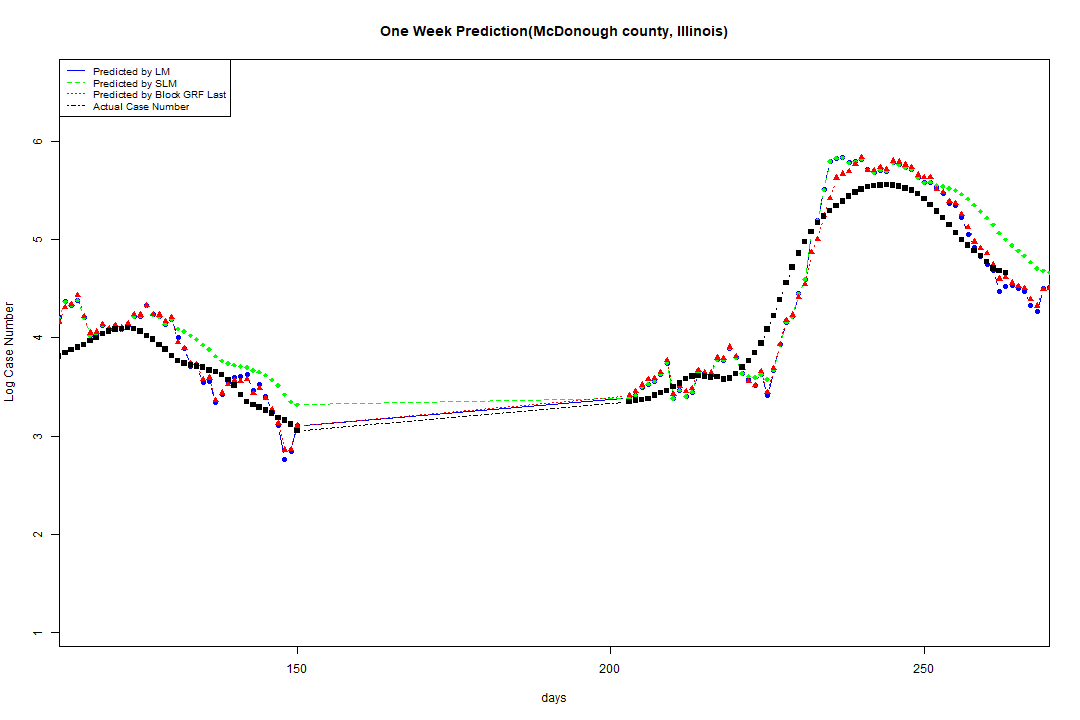 One Week Prediction(McDonough county, Illinois)
Predicted by LM
Predicted by SLM
Predicted by Block GRF Last
Actual Case Number
6
5
4
3
2
1
Log Case Number
150
200
250
days